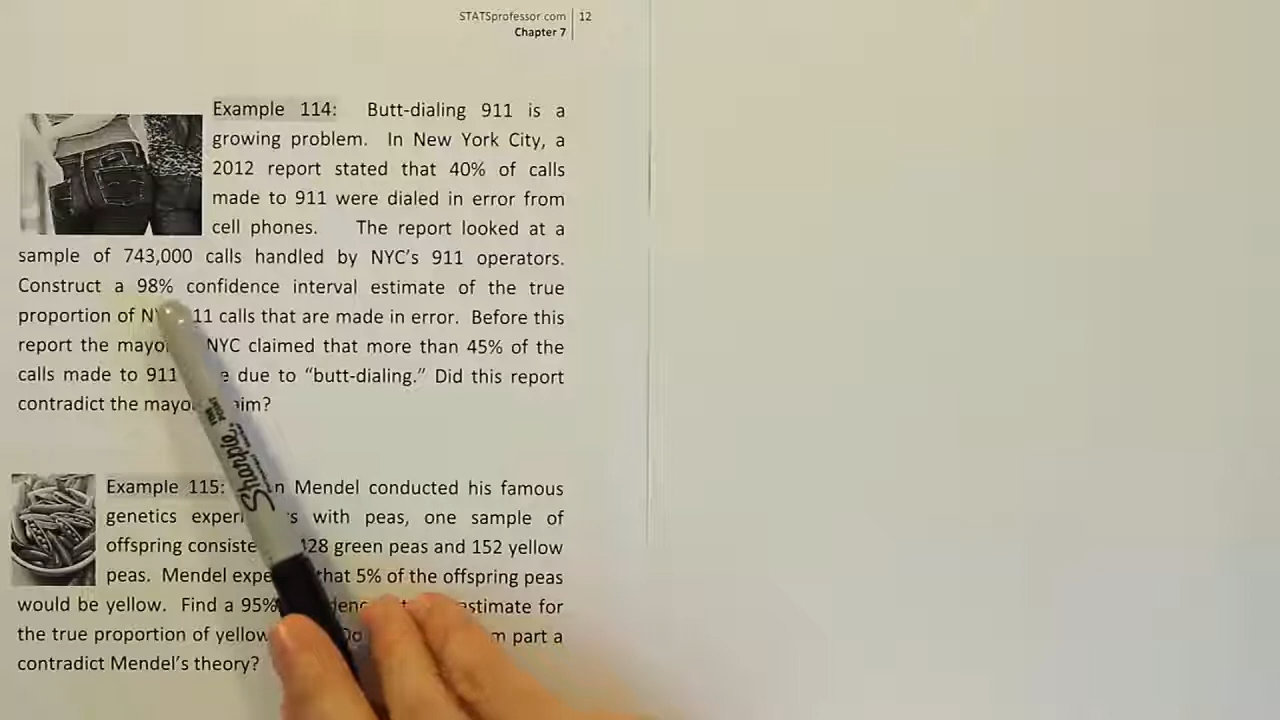 STATSprofessor.com | 12
Chapter 7
Example 114: Butt-dialing 911 is a
growing problem. In New York City, a
2012 report stated that 40% of calls
made to 911 were dialed in error from
cell phones. The report looked at a
sample of 743,000 calls handled by NYC's 911 operators.
Construct a 98% confidence interval estimate of the true
proportion of 11 calls that are made in error. Before this
report the NYC claimed that more than 45% of the
calls made to 911 due to "butt-dialing." Did this report
contradict the ?
Example 115: Mendel conducted his famous
genetics with peas, one sample of
offspring 428 green peas and 152 yellow
peas. Mendel that 5% of the offspring peas
would be yellow. Find a 95% estimate for
the true proportion of yellow part a
contradict Mendel's theory?
Sharpie
FINE POINT